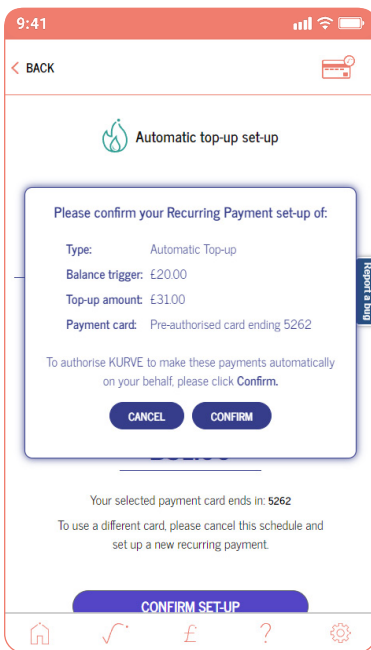 9:41
BACK
Automatic top-up set-up
Please confirm your Recurring Payment set-up of:
Type: Automatic Top-up
Balance trigger: £20.00
Top-up amount: £31.00
Payment card: Pre-authorised card ending 5262
To authorise KURVE to make these payments automatically
on your behalf, please click Confirm.
CANCEL CONFIRM
Report a bug
Your selected payment card ends in: 5262
To use a different card, please cancel this schedule and
set up a new recurring payment.
CONFIRM SET-UP
£
?